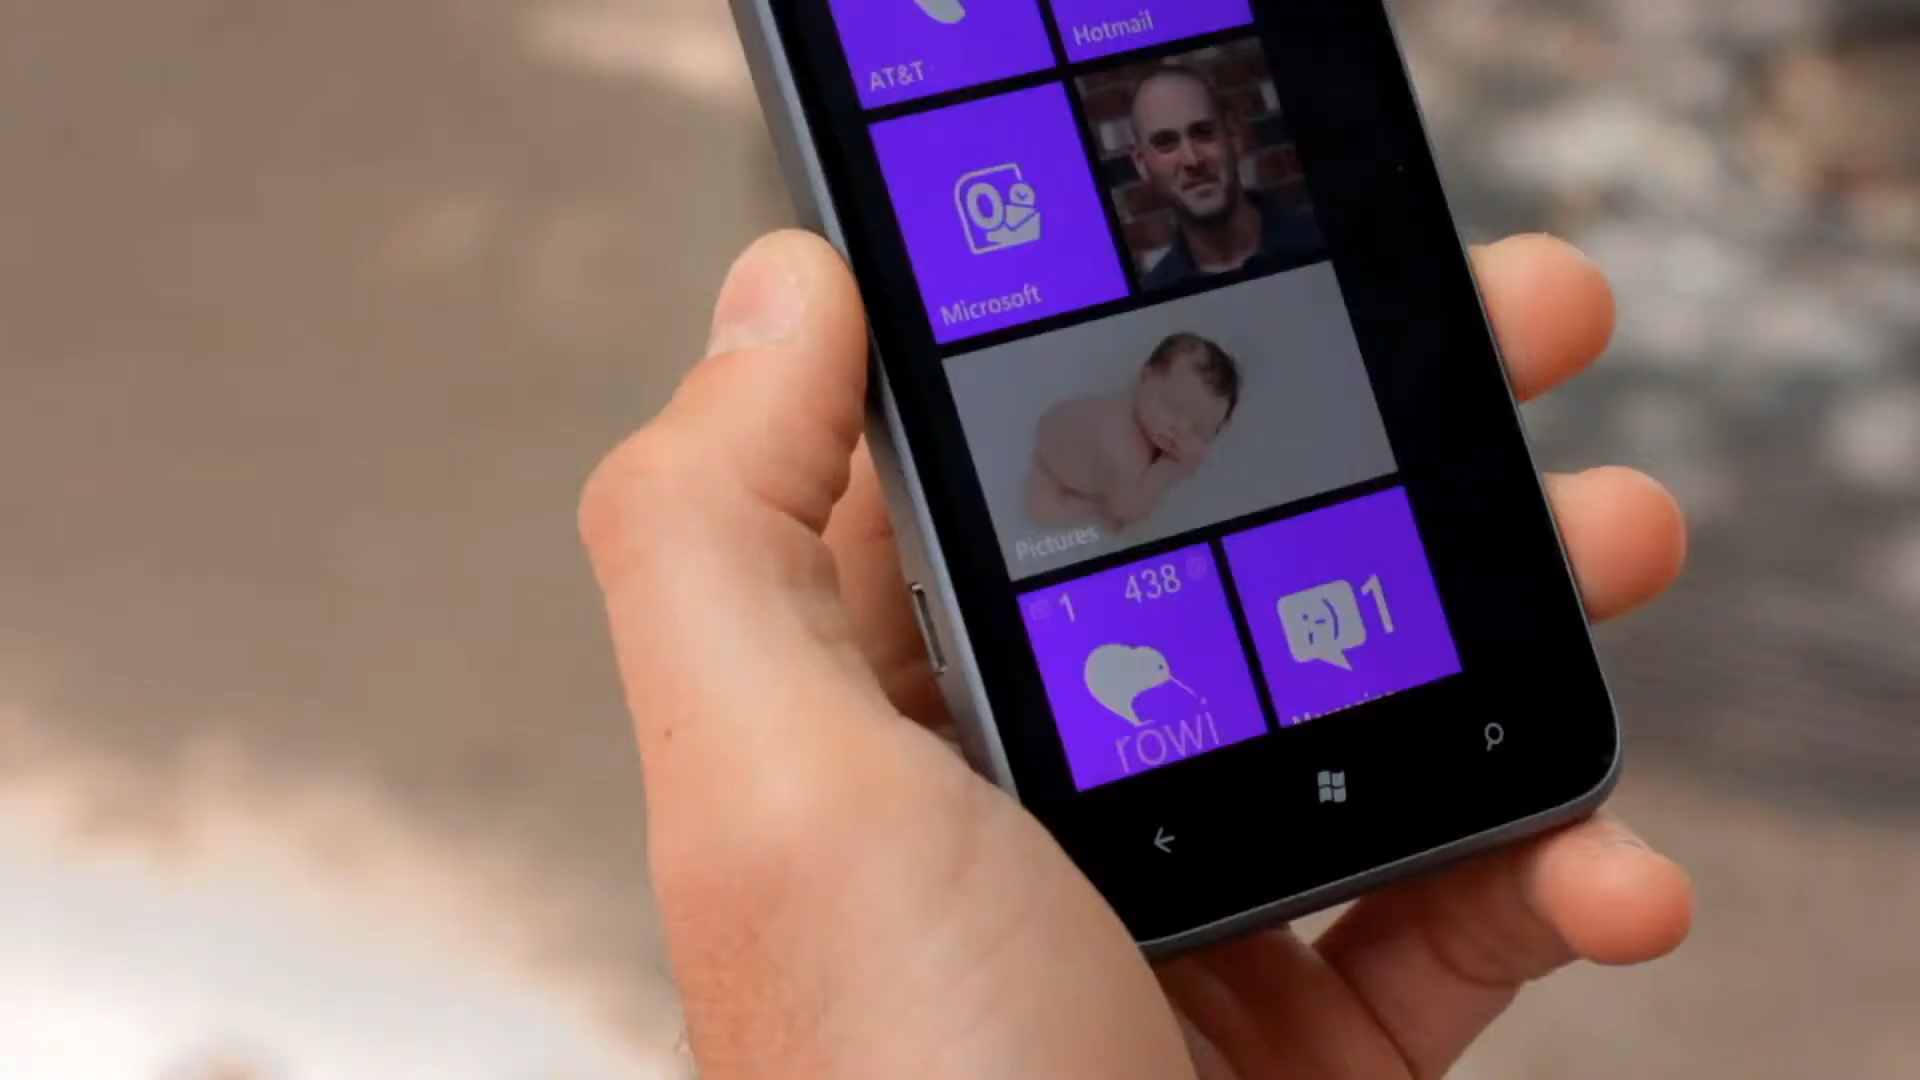 Hotmail
AT&T
Microsoft
Pictures
1 438
;-) 1
rowi